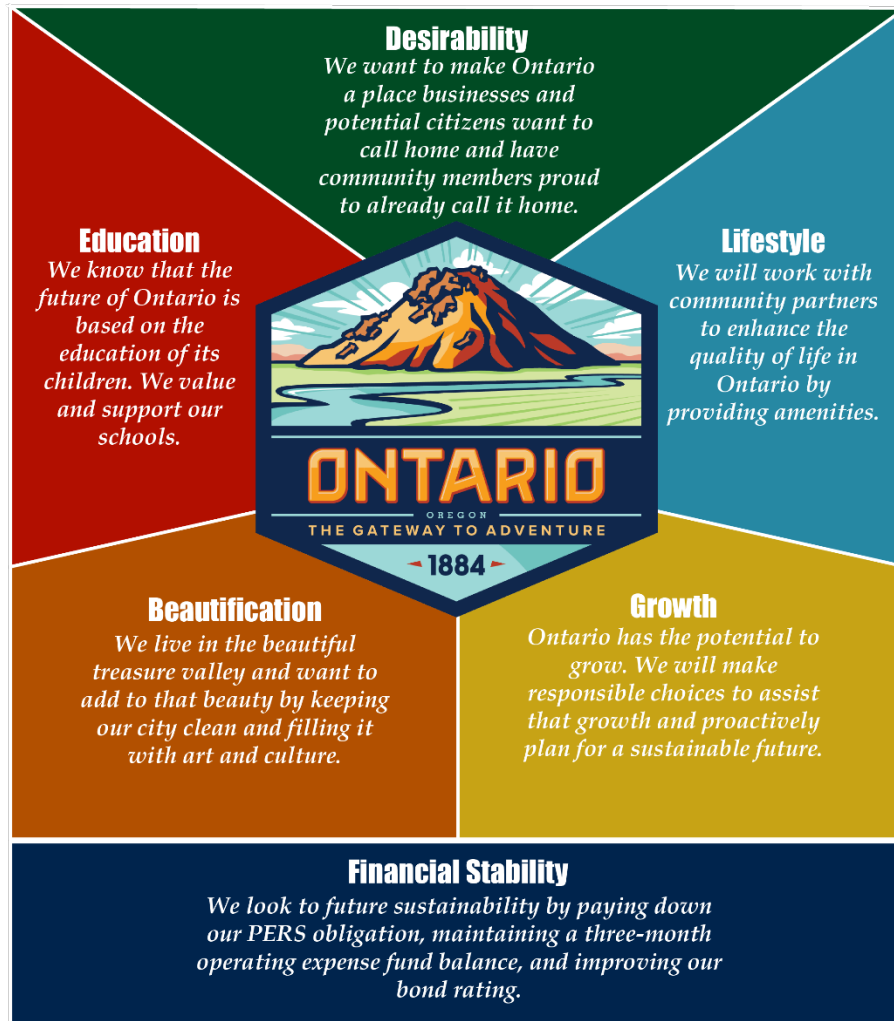 Desirability
We want to make Ontario
a place businesses and
potential citizens want to
call home and have
community members proud
to already call it home.
Education
We know that the
future of Ontario is
based on the
education of its
children. We value
and support our
schools.
Lifestyle
We will work with
community partners
to enhance the
quality of life in
Ontario by
providing amenities.
ONTARIO
OREGON
THE GATEWAY TO ADVENTURE
1884
Beautification
We live in the beautiful
treasure valley and want to
add to that beauty by keeping
our city clean and filling it
with art and culture.
Growth
Ontario has the potential to
grow. We will make
responsible choices to assist
that growth and proactively
plan for a sustainable future.
Financial Stability
We look to future sustainability by paying down
our PERS obligation, maintaining a three-month
operating expense fund balance, and improving our
bond rating.